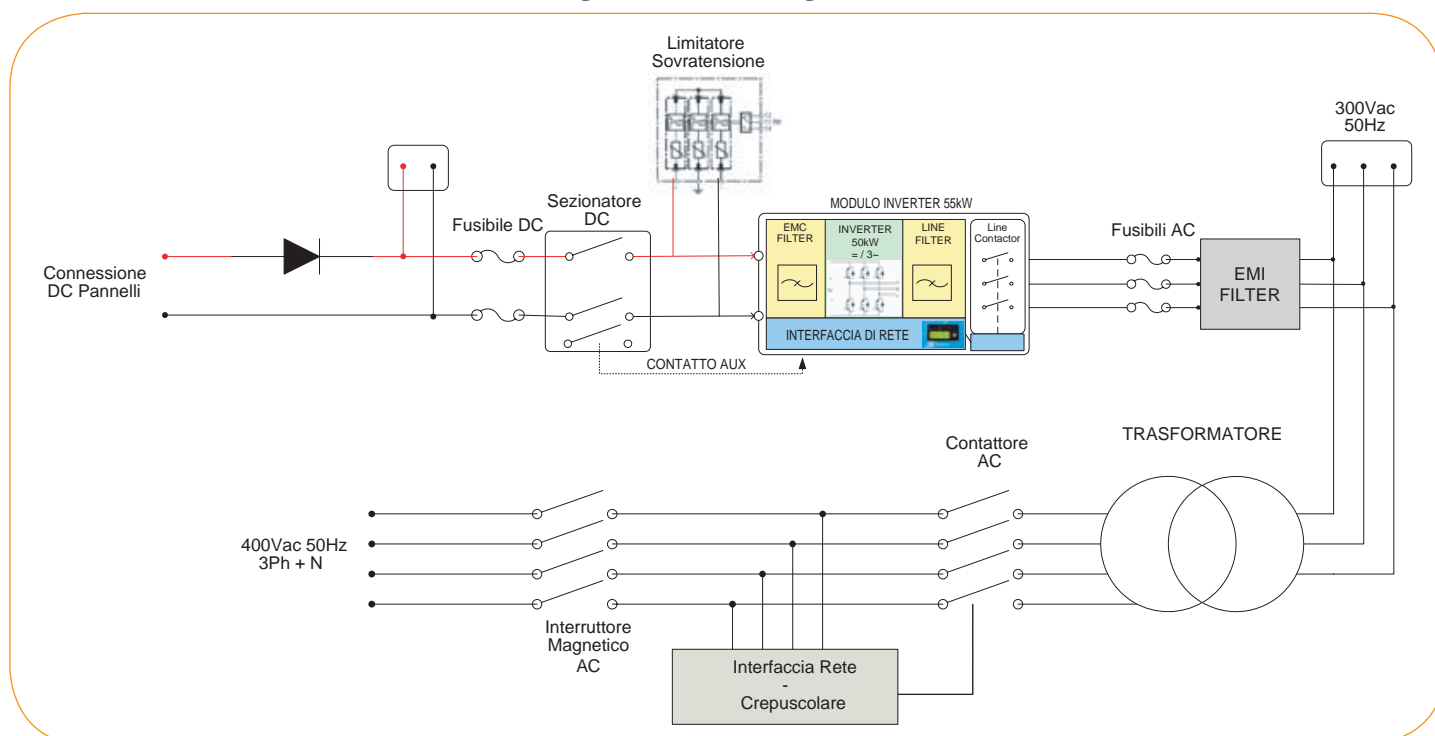 Limitatore
Sovratensione
300Vac
50Hz
Sezionatore
DC
Fusibile DC
Connessione
DC Pannelli
MODULO INVERTER 55kW
EMC
FILTER
INVERTER
50kW
= / 3~
LINE
FILTER
Line
Contactor
INTERFACCIA DI RETE
CONTATTO AUX
Fusibili AC
EMI
FILTER
TRASFORMATORE
Contattore
AC
400Vac 50Hz
3Ph + N
Interruttore
Magnetico
AC
Interfaccia Rete
-
Crepuscolare